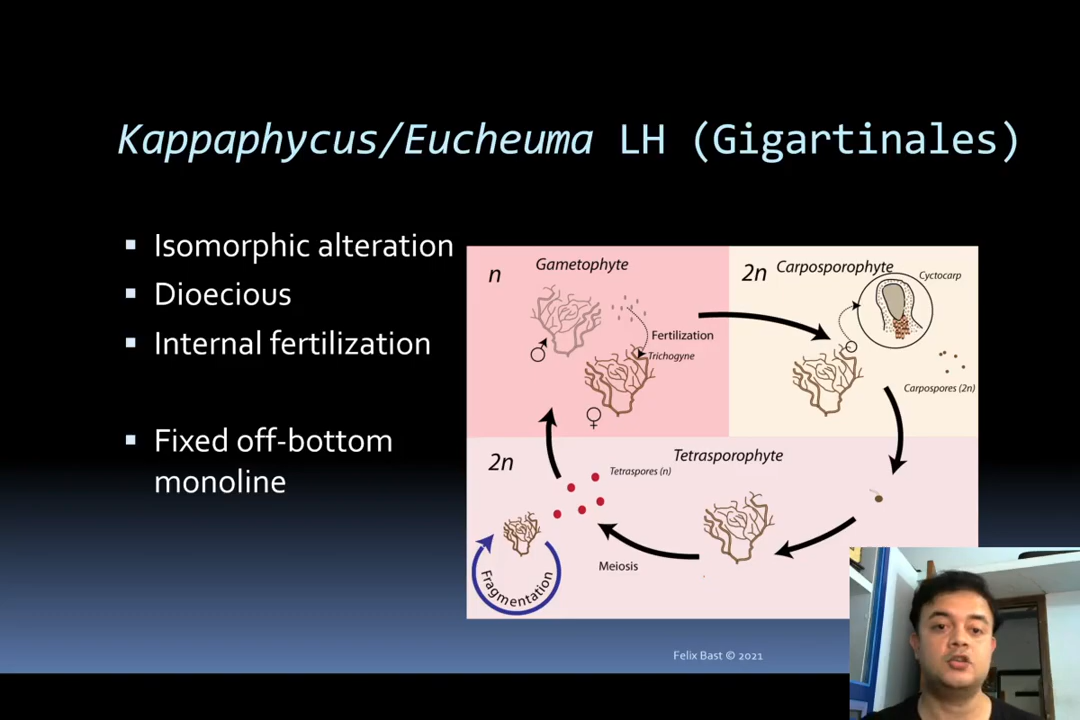 Kappaphycus/Eucheuma LH (Gigartinales)
▪ Isomorphic alteration
▪ Dioecious
▪ Internal fertilization
▪ Fixed off-bottom
monoline
n
Gametophyte
♂
Fertilization
Trichogyne
♀
2n
Carposporophyte
Cyctocarp
Carpospores (2n)
2n
Tetrasporophyte
Tetraspores (n)
Meiosis
Fragmentation
Felix Bast © 2021